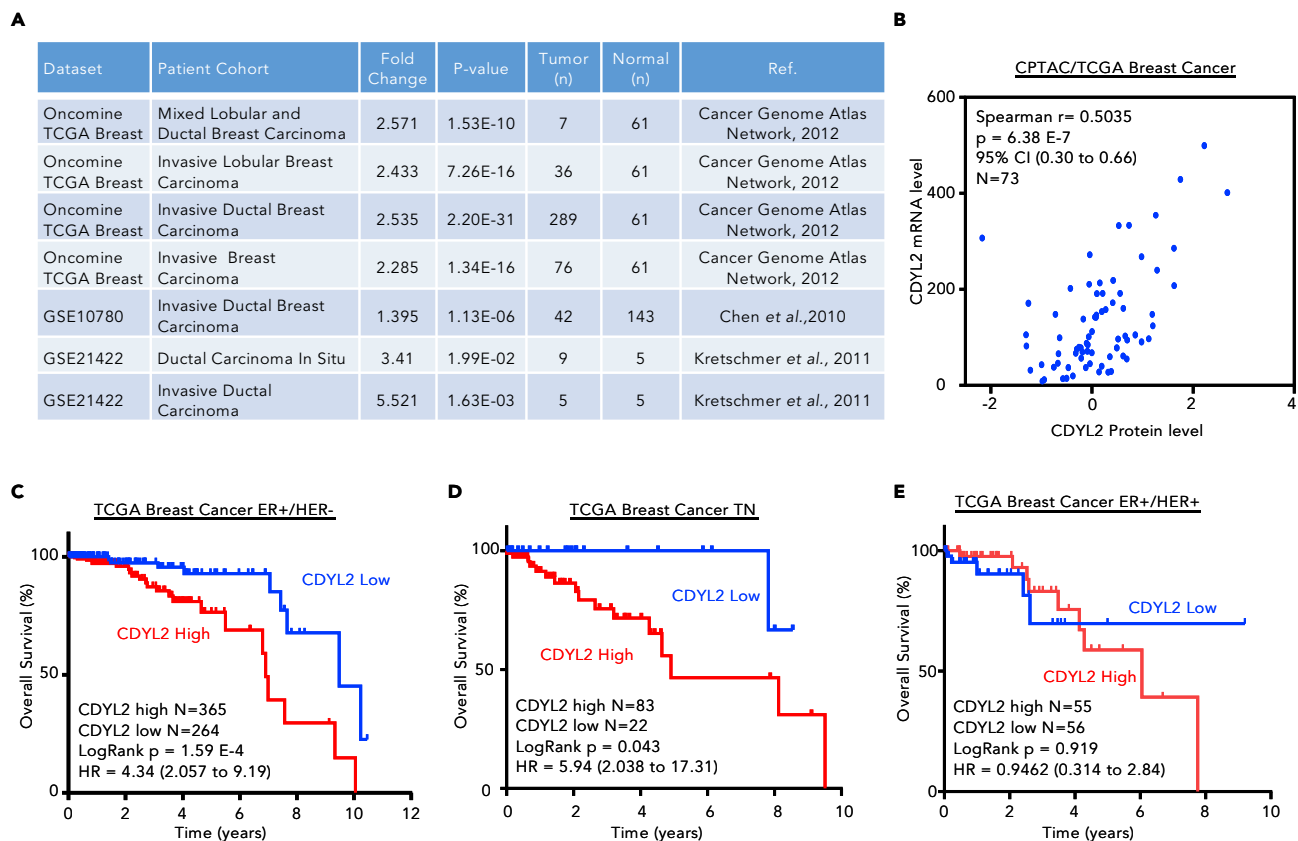 A
Dataset Patient Cohort Fold Change P-value Tumor (n) Normal (n) Ref.
Oncomine TCGA Breast Mixed Lobular and Ductal Breast Carcinoma 2.571 1.53E-10 7 61 Cancer Genome Atlas Network, 2012
Oncomine TCGA Breast Invasive Lobular Breast Carcinoma 2.433 7.26E-16 36 61 Cancer Genome Atlas Network, 2012
Oncomine TCGA Breast Invasive Ductal Breast Carcinoma 2.535 2.20E-31 289 61 Cancer Genome Atlas Network, 2012
Oncomine TCGA Breast Invasive Breast Carcinoma 2.285 1.34E-16 76 61 Cancer Genome Atlas Network, 2012
GSE10780 Invasive Ductal Breast Carcinoma 1.395 1.13E-06 42 143 Chen et al.,2010
GSE21422 Ductal Carcinoma In Situ 3.41 1.99E-02 9 5 Kretschmer et al., 2011
GSE21422 Invasive Ductal Carcinoma 5.521 1.63E-03 5 5 Kretschmer et al., 2011
B
CPTAC/TCGA Breast Cancer
Spearman r= 0.5035
p = 6.38 E-7
95% CI (0.30 to 0.66)
N=73
CDYL2 mRNA level
600
400
200
0
-2 0 2 4
CDYL2 Protein level
C
TCGA Breast Cancer ER+/HER-
Overall Survival (%)
100
50
0
CDYL2 Low
CDYL2 High
CDYL2 high N=365
CDYL2 low N=264
LogRank p = 1.59 E-4
HR = 4.34 (2.057 to 9.19)
0 2 4 6 8 10 12
Time (years)
D
TCGA Breast Cancer TN
Overall Survival (%)
100
50
0
CDYL2 Low
CDYL2 High
CDYL2 high N=83
CDYL2 low N=22
LogRank p = 0.043
HR = 5.94 (2.038 to 17.31)
0 2 4 6 8 10
Time (years)
E
TCGA Breast Cancer ER+/HER+
Overall Survival (%)
100
50
0
CDYL2 Low
CDYL2 High
CDYL2 high N=55
CDYL2 low N=56
LogRank p = 0.919
HR = 0.9462 (0.314 to 2.84)
0 2 4 6 8 10
Time (years)